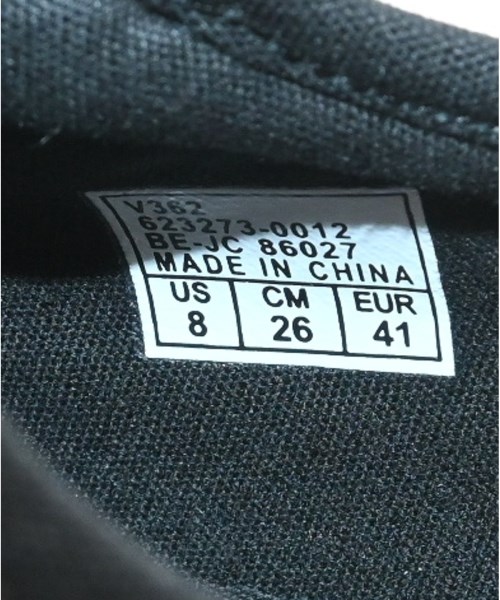 V362
623273-0012
BE-JC 86027
MADE IN CHINA
US CM EUR
8 26 41